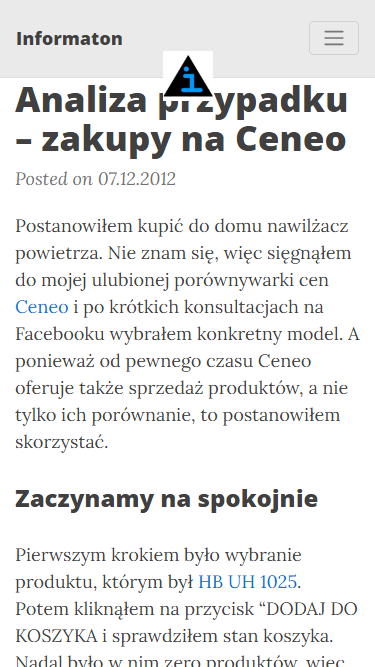 Informaton
Analiza przypadku
– zakupy na Ceneo
Posted on 07.12.2012
Postanowiłem kupić do domu nawilżacz
powietrza. Nie znam się, więc sięgnąłem
do mojej ulubionej porównywarki cen
Ceneo i po krótkich konsultacjach na
Facebooku wybrałem konkretny model. A
ponieważ od pewnego czasu Ceneo
oferuje także sprzedaż produktów, a nie
tylko ich porównanie, to postanowiłem
skorzystać.
Zaczynamy na spokojnie
Pierwszym krokiem było wybranie
produktu, którym był HB UH 1025.
Potem kliknąłem na przycisk “DODAJ DO
KOSZYKA i sprawdziłem stan koszyka.
Nadal było w nim zero produktów, więc